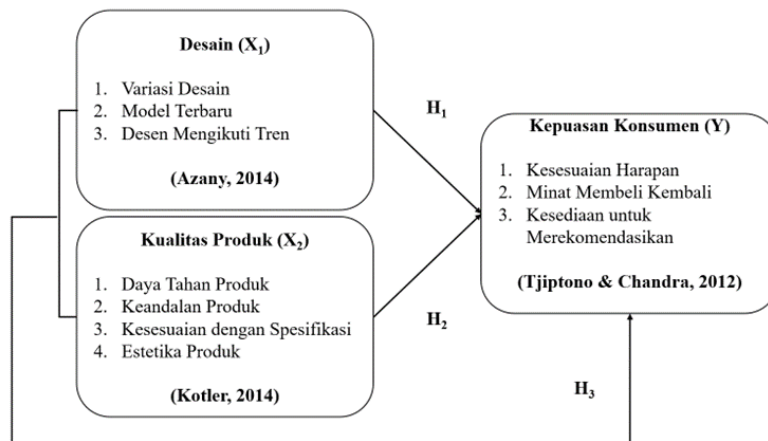 Desain (X₁)
1. Variasi Desain
2. Model Terbaru
3. Desen Mengikuti Tren
(Azany, 2014)
H₁
Kualitas Produk (X₂)
1. Daya Tahan Produk
2. Keandalan Produk
3. Kesesuaian dengan Spesifikasi
4. Estetika Produk
(Kotler, 2014)
H₂
Kepuasan Konsumen (Y)
1. Kesesuaian Harapan
2. Minat Membeli Kembali
3. Kesediaan untuk
Merekomendasikan
(Tjiptono & Chandra, 2012)
H₃